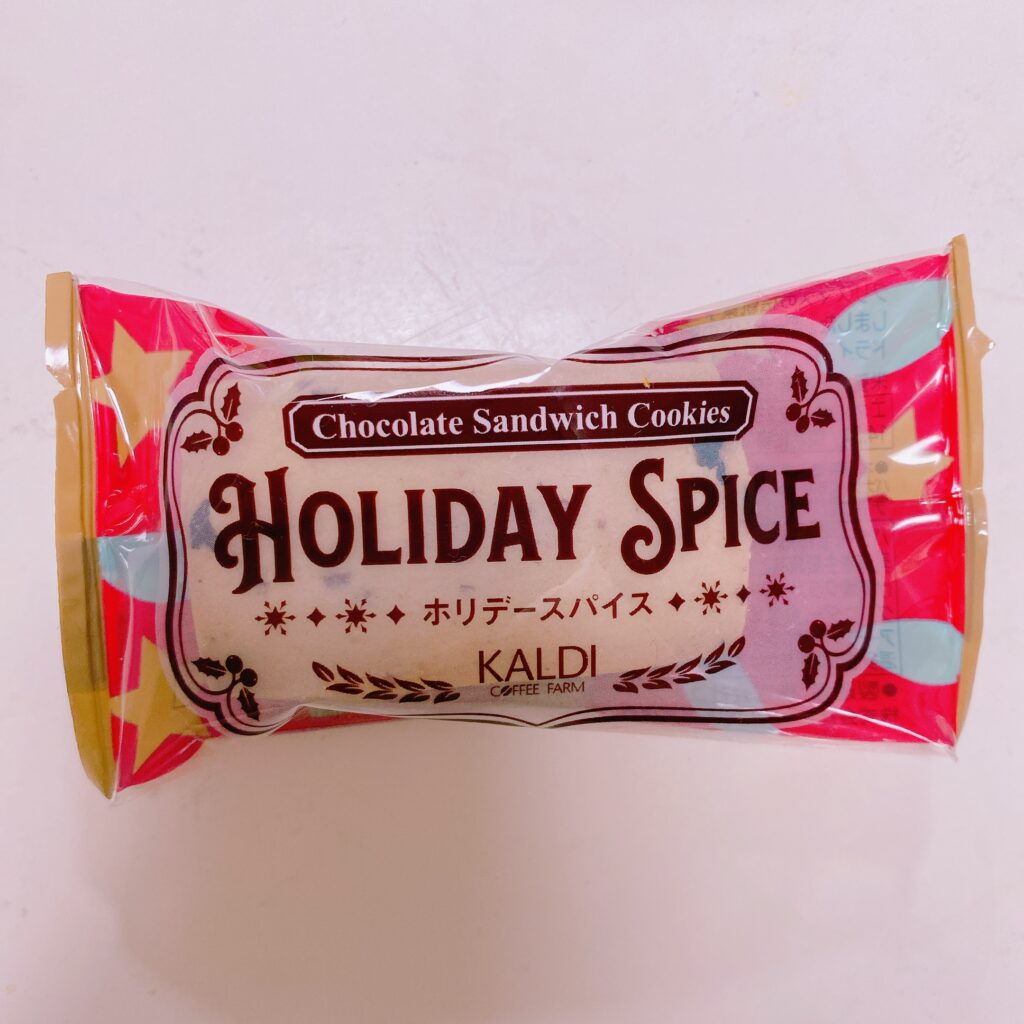 Chocolate Sandwich Cookies
HOLIDAY SPICE
ホリデースパイス
KALDI
COFFEE FARM